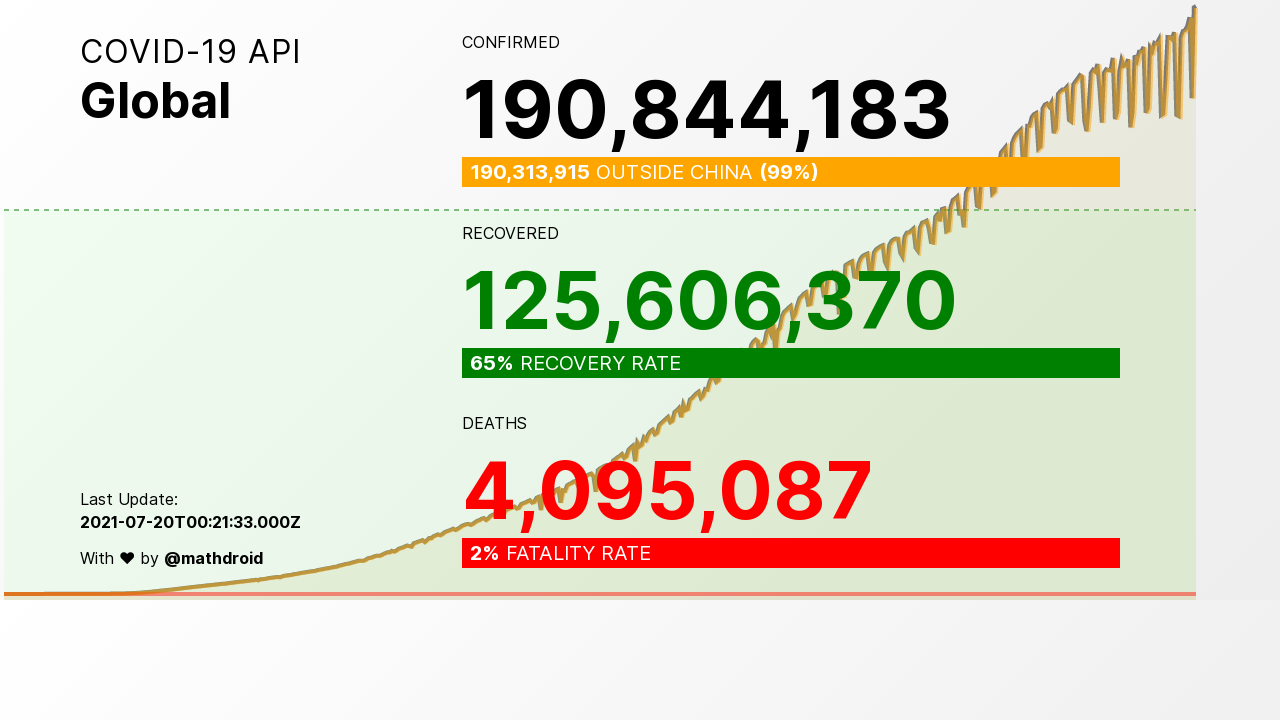 COVID-19 API
Global
CONFIRMED
190,844,183
190,313,915 OUTSIDE CHINA (99%)
RECOVERED
125,606,370
65% RECOVERY RATE
DEATHS
4,095,087
2% FATALITY RATE
Last Update:
2021-07-20T00:21:33.000Z
With ♥ by @mathdroid